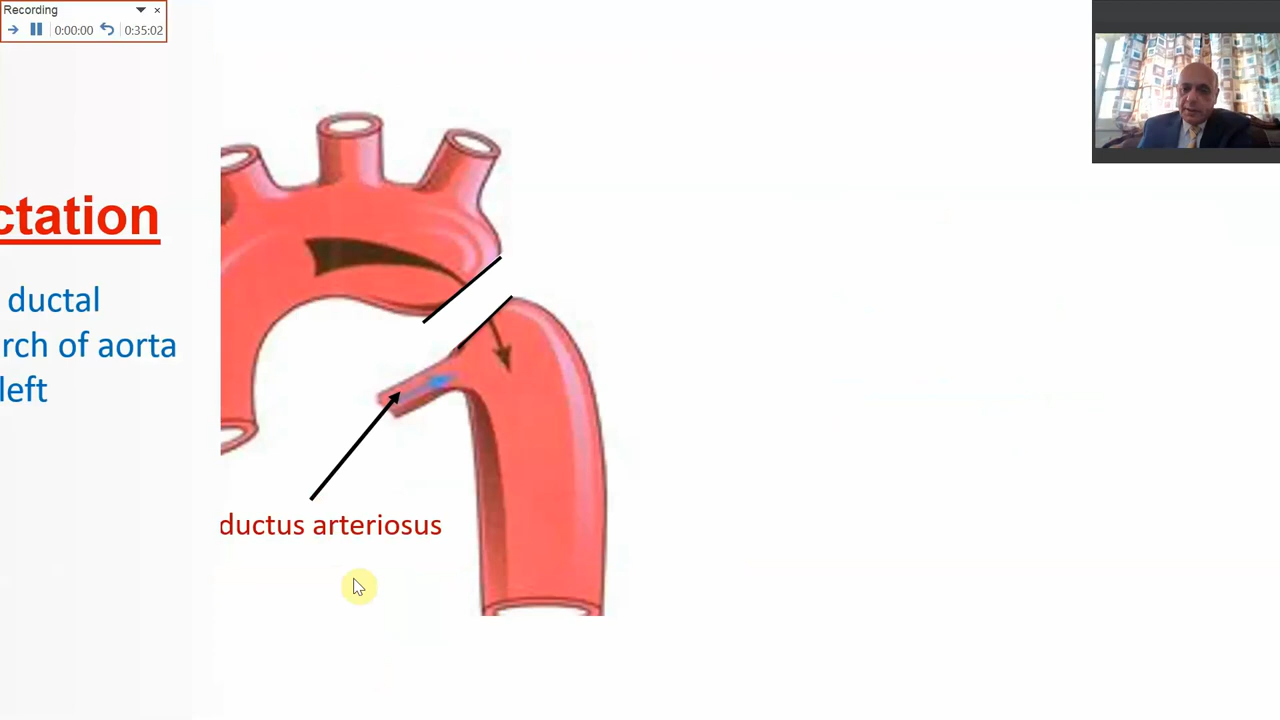 Recording
0:00:00 0:35:02
ctation
ductal
rch of aorta
left
ductus arteriosus